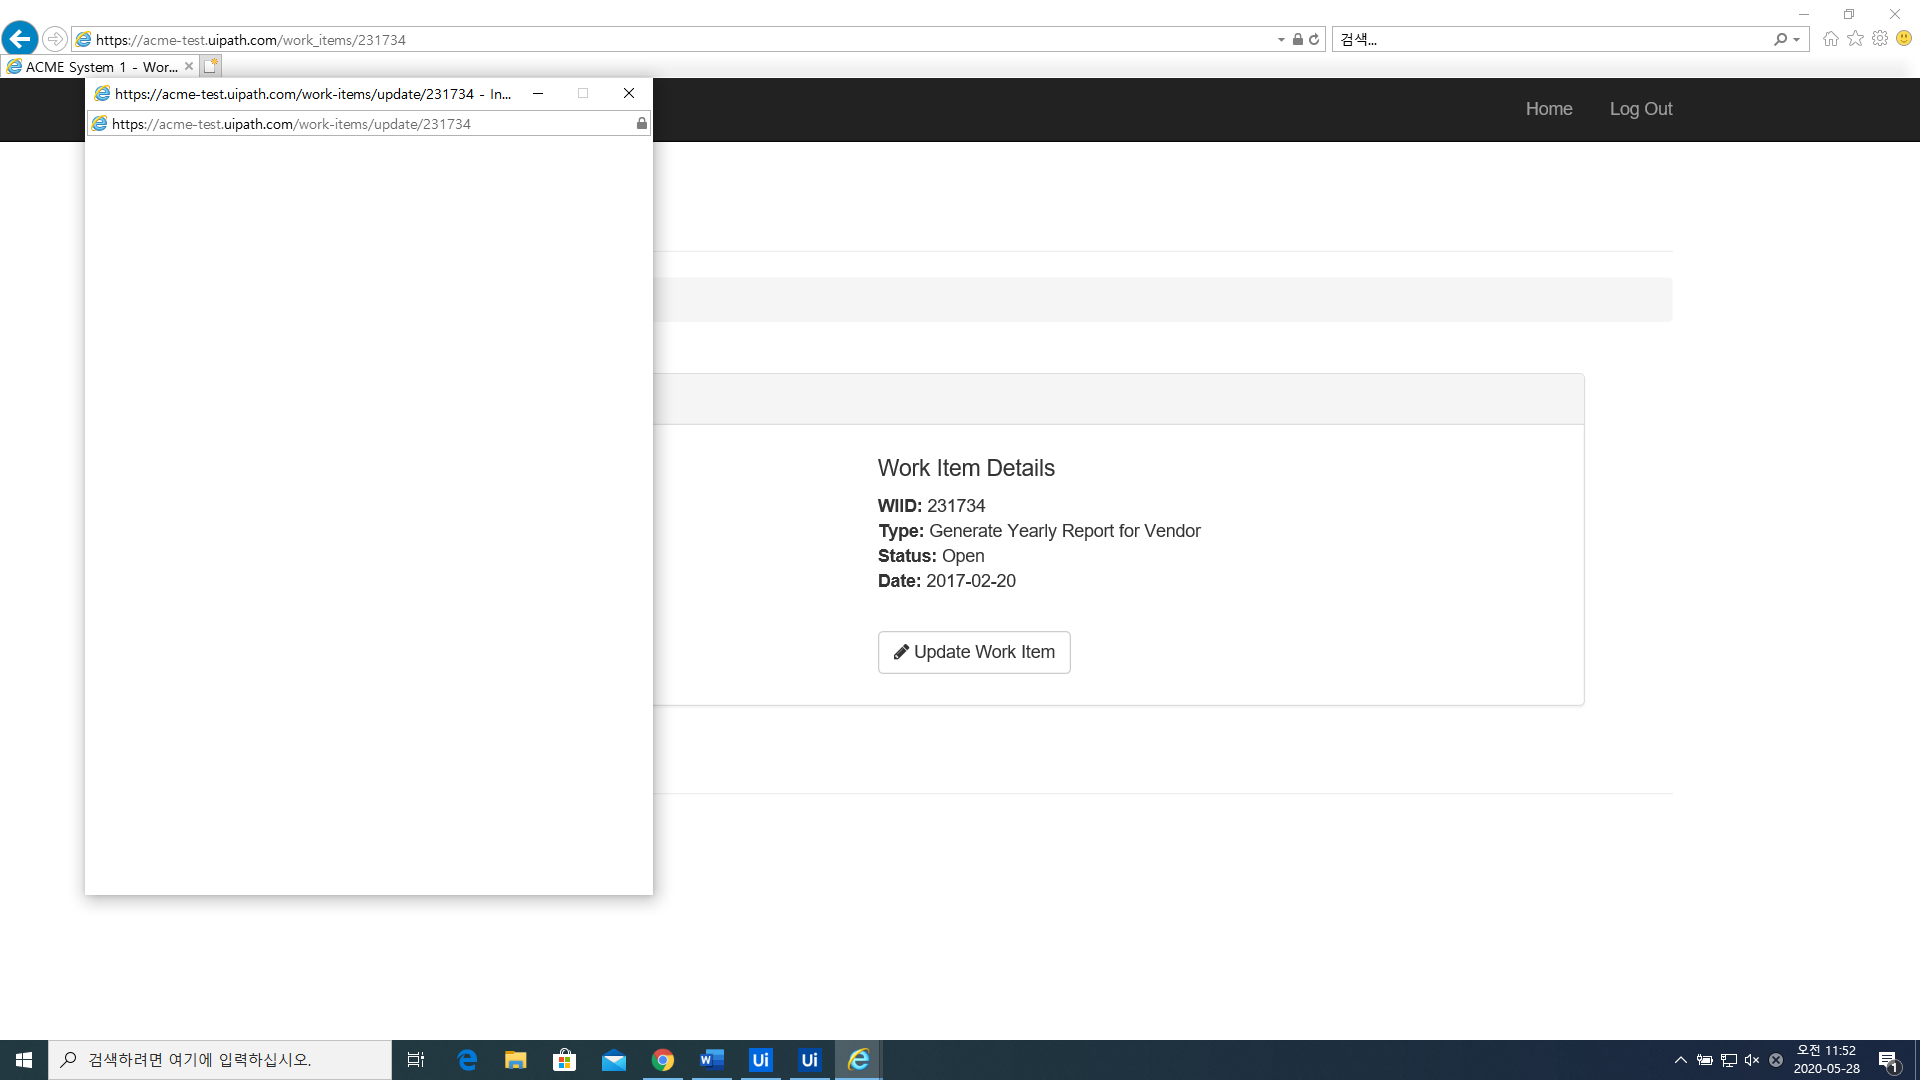 https://acme-test.uipath.com/work_items/231734
검색...
ACME System 1 - Wor...
https://acme-test.uipath.com/work-items/update/231734 - In...
https://acme-test.uipath.com/work-items/update/231734
Home
Log Out
Work Item Details
WIID: 231734
Type: Generate Yearly Report for Vendor
Status: Open
Date: 2017-02-20
Update Work Item
검색하려면 여기에 입력하십시오.
W
Ui
Ui
오전 11:52
2020-05-28
1